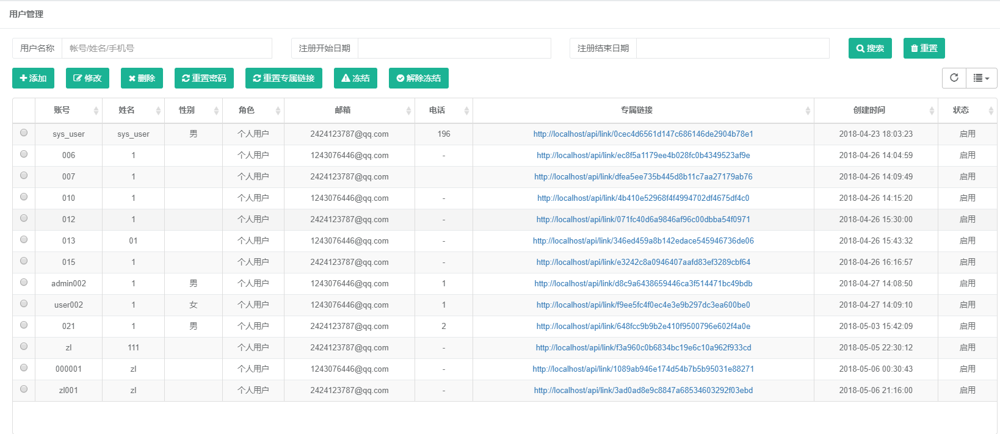 用户管理
用户名称 帐号/姓名/手机号 注册开始日期 注册结束日期 搜索 重置
添加 修改 删除 重置密码 重置专属链接 冻结 解除冻结
账号 姓名 性别 角色 邮箱 电话 专属链接 创建时间 状态
sys_user sys_user 男 个人用户 2424123787@qq.com 196 http://localhost/api/link/0cec4d6561d147c686146de2904b78e1 2018-04-23 18:03:23 启用
006 1 个人用户 1243076446@qq.com - http://localhost/api/link/ec8f5a1179ee4b028fc0b4349523af9e 2018-04-26 14:04:59 启用
007 1 个人用户 2424123787@qq.com http://localhost/api/link/dfea5ee735b445d8b11c7aa27179ab76 2018-04-26 14:09:49 启用
010 1 个人用户 1243076446@qq.com - http://localhost/api/link/4b410e52968f4f4994702df4675df4c0 2018-04-26 14:15:20 启用
012 1 个人用户 2424123787@qq.com - http://localhost/api/link/071fc40d6a9846af96c00dbba54f0971 2018-04-26 15:30:00 启用
013 01 个人用户 1243076446@qq.com - http://localhost/api/link/346ed459a8b142edace545946736de06 2018-04-26 15:43:32 启用
015 1 个人用户 2424123787@qq.com - http://localhost/api/link/e3242c8a0946407aafd83ef3289cbf64 2018-04-26 16:16:57 启用
admin002 1 男 个人用户 1243076446@qq.com 1 http://localhost/api/link/d8c9a6438659446ca3f514471bc49bdb 2018-04-27 14:08:50 启用
user002 1 女 个人用户 1243076446@qq.com 1 http://localhost/api/link/f9ee5fc4f0ec4e3e9b297dc3ea600be0 2018-04-27 14:09:10 启用
021 1 男 个人用户 2424123787@qq.com 2 http://localhost/api/link/648fcc9b9b2e410f9500796e602f4a0e 2018-05-03 15:42:09 启用
zl 111 个人用户 2424123787@qq.com - http://localhost/api/link/f3a960c0b6834bc19e6c10a962f933cd 2018-05-05 22:30:12 启用
000001 zl 个人用户 1243076446@qq.com - http://localhost/api/link/1089ab946e174d54b7b5b95031e88271 2018-05-06 00:30:43 启用
zl001 zl 个人用户 2424123787@qq.com - http://localhost/api/link/3ad0ad8e9c8847a68534603292f03ebd 2018-05-06 21:16:00 启用